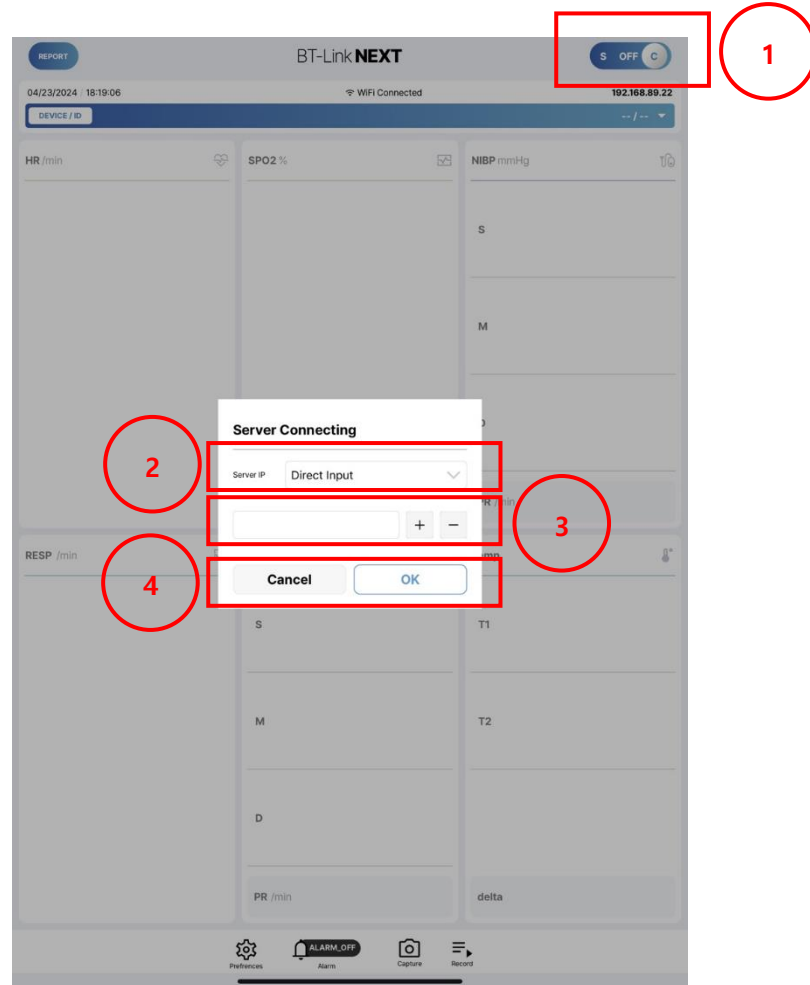 1
REPORT
BT-Link NEXT
S OFF C
04/23/2024 18:19:06
WiFi Connected
192.168.89.22
DEVICE / ID
-- / --
HR /min
SPO2 %
NIBP mmHg
S
M
Server Connecting
2
Server IP
Direct Input
+ −
3
/min
RESP /min
4
Cancel
OK
S
T1
M
T2
D
PR /min
delta
ALARM_OFF
Prefrences
Alarm
Capture
Record